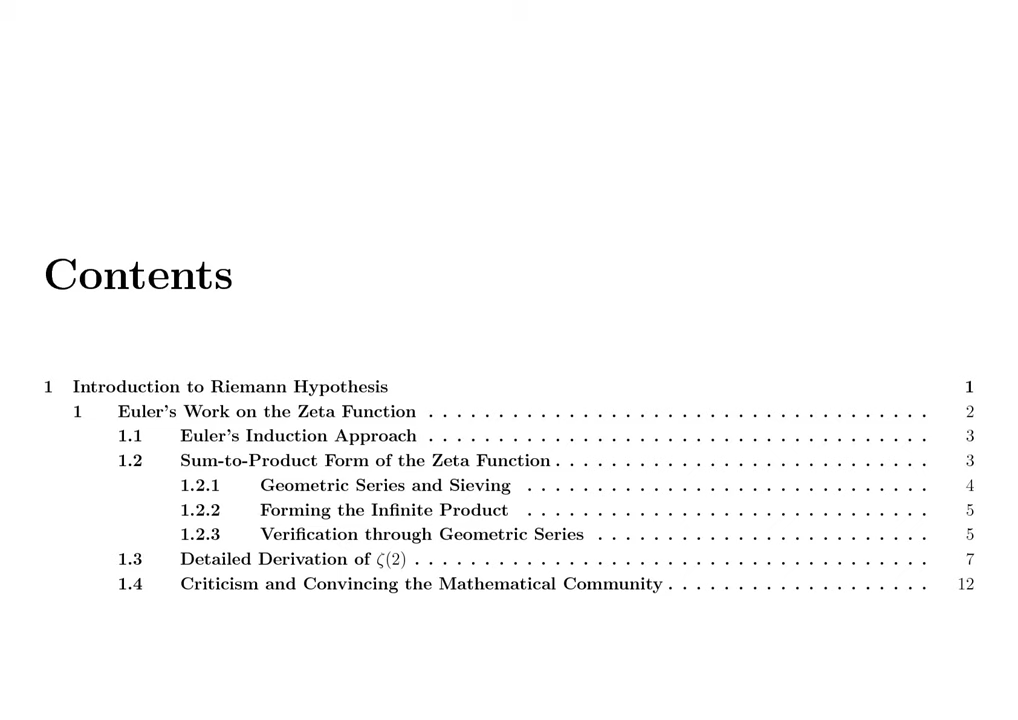 Contents
1 Introduction to Riemann Hypothesis 1
1 Euler's Work on the Zeta Function . . . . . . . . . . . . . . . . . . . . . . . . . . . . . . . . . . . . 2
1.1 Euler's Induction Approach . . . . . . . . . . . . . . . . . . . . . . . . . . . . . . . . . . . . 3
1.2 Sum-to-Product Form of the Zeta Function . . . . . . . . . . . . . . . . . . . . . . . . . . . 3
1.2.1 Geometric Series and Sieving . . . . . . . . . . . . . . . . . . . . . . . . . . . . . 4
1.2.2 Forming the Infinite Product . . . . . . . . . . . . . . . . . . . . . . . . . . . . . 5
1.2.3 Verification through Geometric Series . . . . . . . . . . . . . . . . . . . . . . . . 5
1.3 Detailed Derivation of ζ(2) . . . . . . . . . . . . . . . . . . . . . . . . . . . . . . . . . . . . . 7
1.4 Criticism and Convincing the Mathematical Community . . . . . . . . . . . . . . . . . . . 12